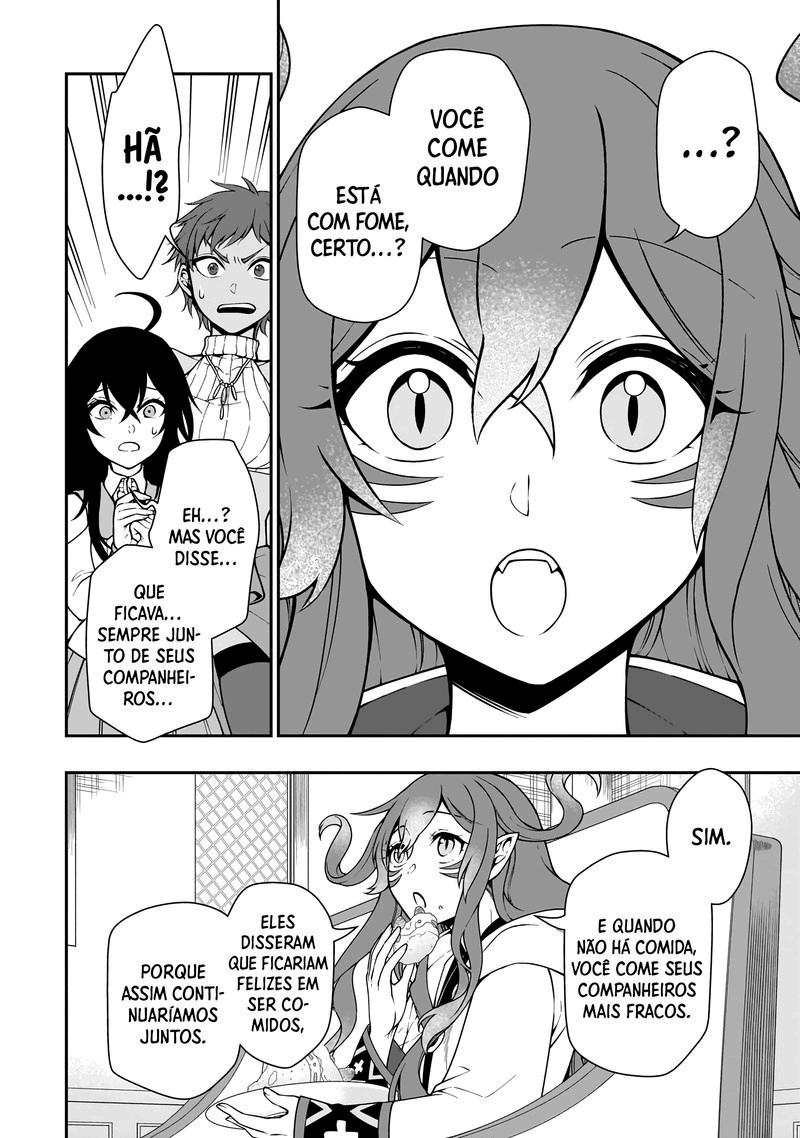 ...?
VOCÊ
COME
QUANDO
ESTÁ
COM FOME,
CERTO...?
HÃ
...!?
EH...?
MAS VOCÊ
DISSE...
QUE
FICAVA...
SEMPRE JUN-
TO DE SEUS
COMPANHEI-
ROS...
SIM.
E QUANDO
NÃO HÁ COMIDA,
VOCÊ COME SEUS
COMPANHEIROS
MAIS FRACOS.
ELES
DISSERAM
QUE FICARIAM
FELIZES EM
SER CO-
MIDOS,
PORQUE
ASSIM CONTI-
NUARÍAMOS
JUNTOS.